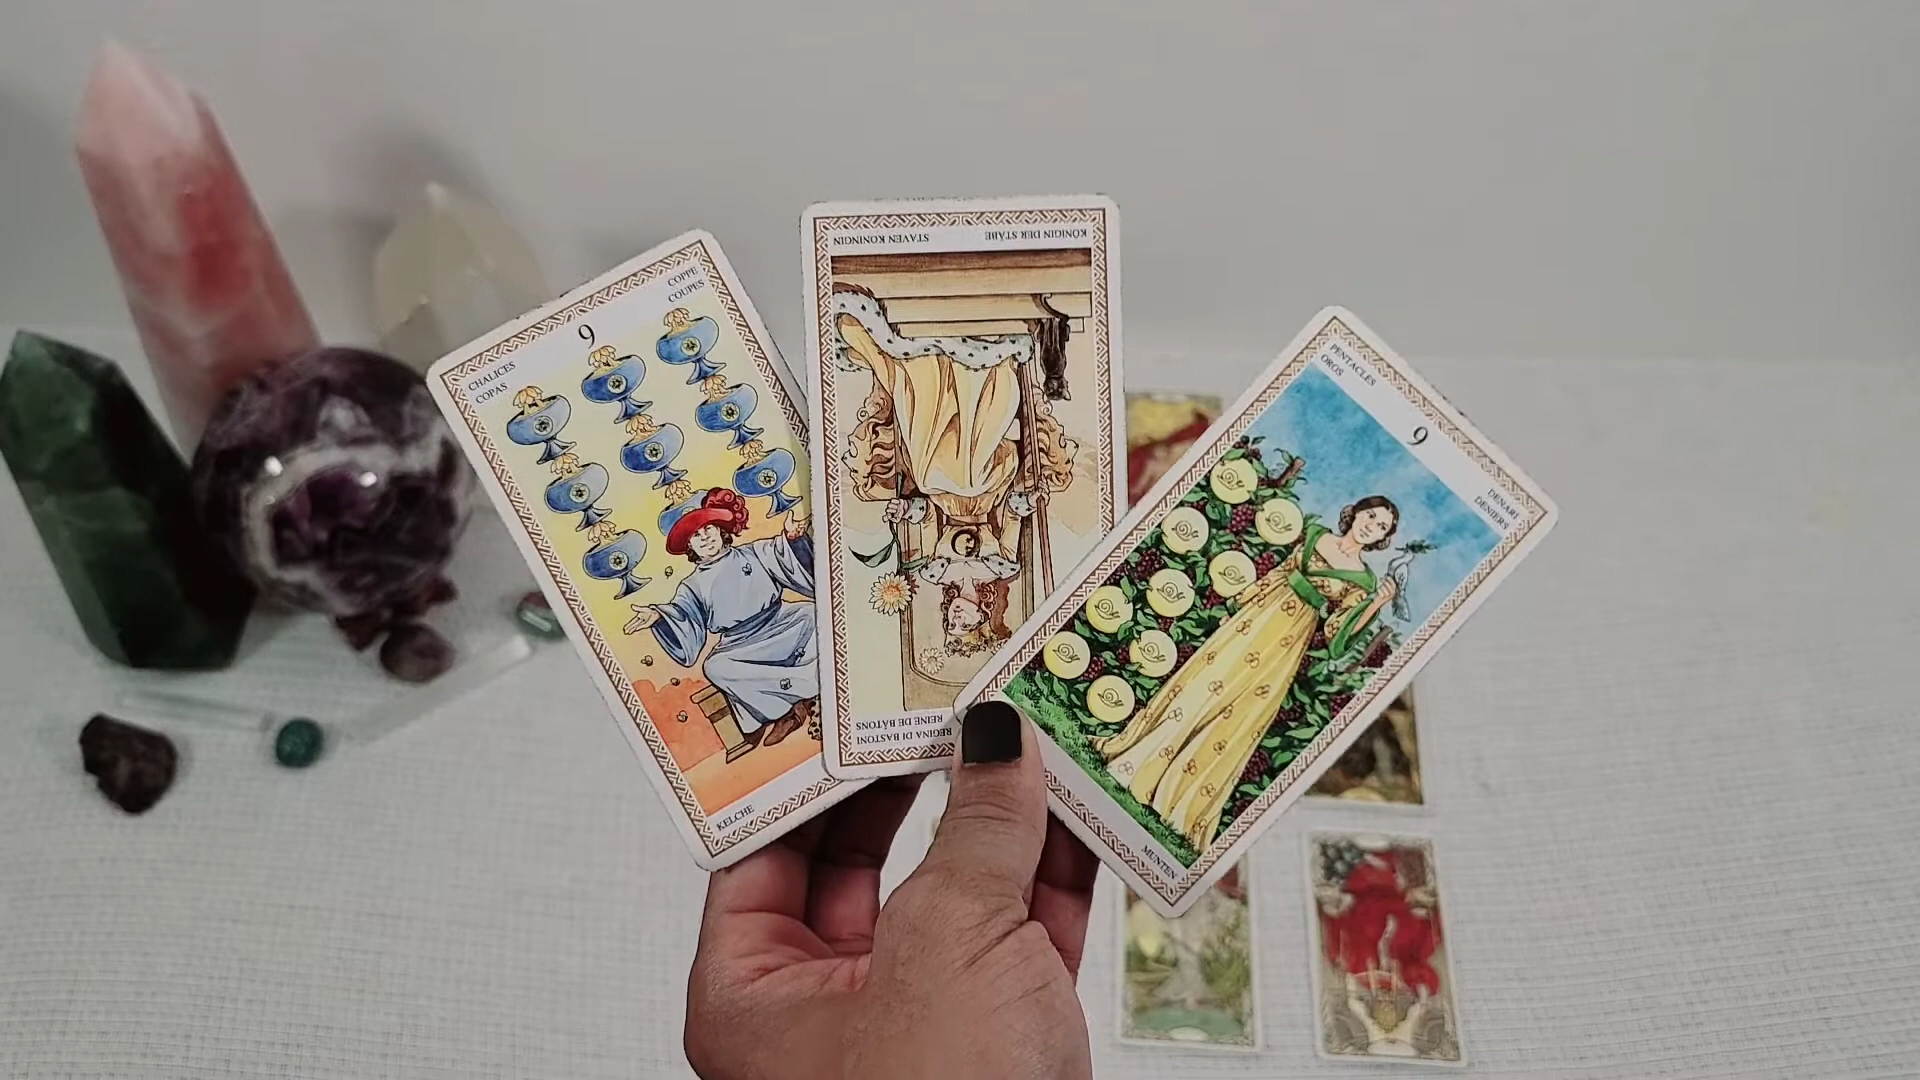 9
CHALICES
COPAS
COPPE
COUPES
KELCHE
STAVEN KONINGIN
KÖNIGIN DER STÄBE
REGINA DI BASTONI
REINE DE BÂTONS
9
PENTACLES
OROS
DENARI
DENIERS
MUNTEN